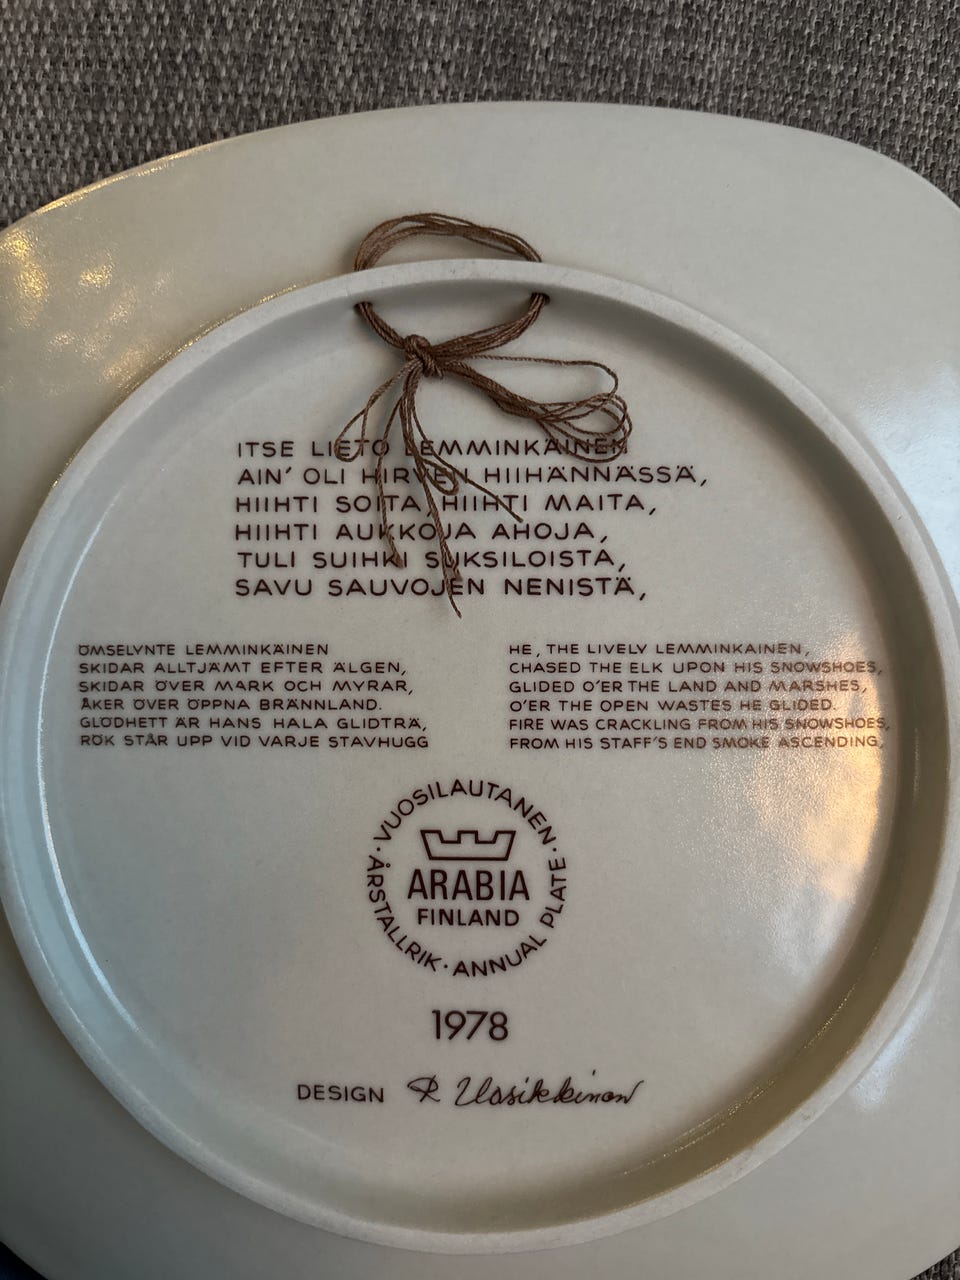 ITSE LIETO LEMMINKÄINEN
AIN' OLI HIRVEN HIIHÄNNÄSSÄ,
HIIHTI SOITA, HIIHTI MAITA,
HIIHTI AUKKOJA AHOJA,
TULI SUIHKI SUKSILOISTA,
SAVU SAUVOJEN NENISTÄ,
ÖMSELYNTE LEMMINKÄINEN
SKIDAR ALLTJÄMT EFTER ÄLGEN,
SKIDAR ÖVER MARK OCH MYRAR,
ÅKER ÖVER ÖPPNA BRÄNNLAND.
GLÖDHETT ÄR HANS HALA GLIDTRÄ,
RÖK STÅR UPP VID VARJE STAVHUGG
HE, THE LIVELY LEMMINKAINEN,
CHASED THE ELK UPON HIS SNOWSHOES,
GLIDED O'ER THE LAND AND MARSHES,
O'ER THE OPEN WASTES HE GLIDED.
FIRE WAS CRACKLING FROM HIS SNOWSHOES,
FROM HIS STAFF'S END SMOKE ASCENDING,
· VUOSILAUTANEN · ANNUAL PLATE · ÅRSTALLRIK
ARABIA
FINLAND
1978
DESIGN R Uosikkinen